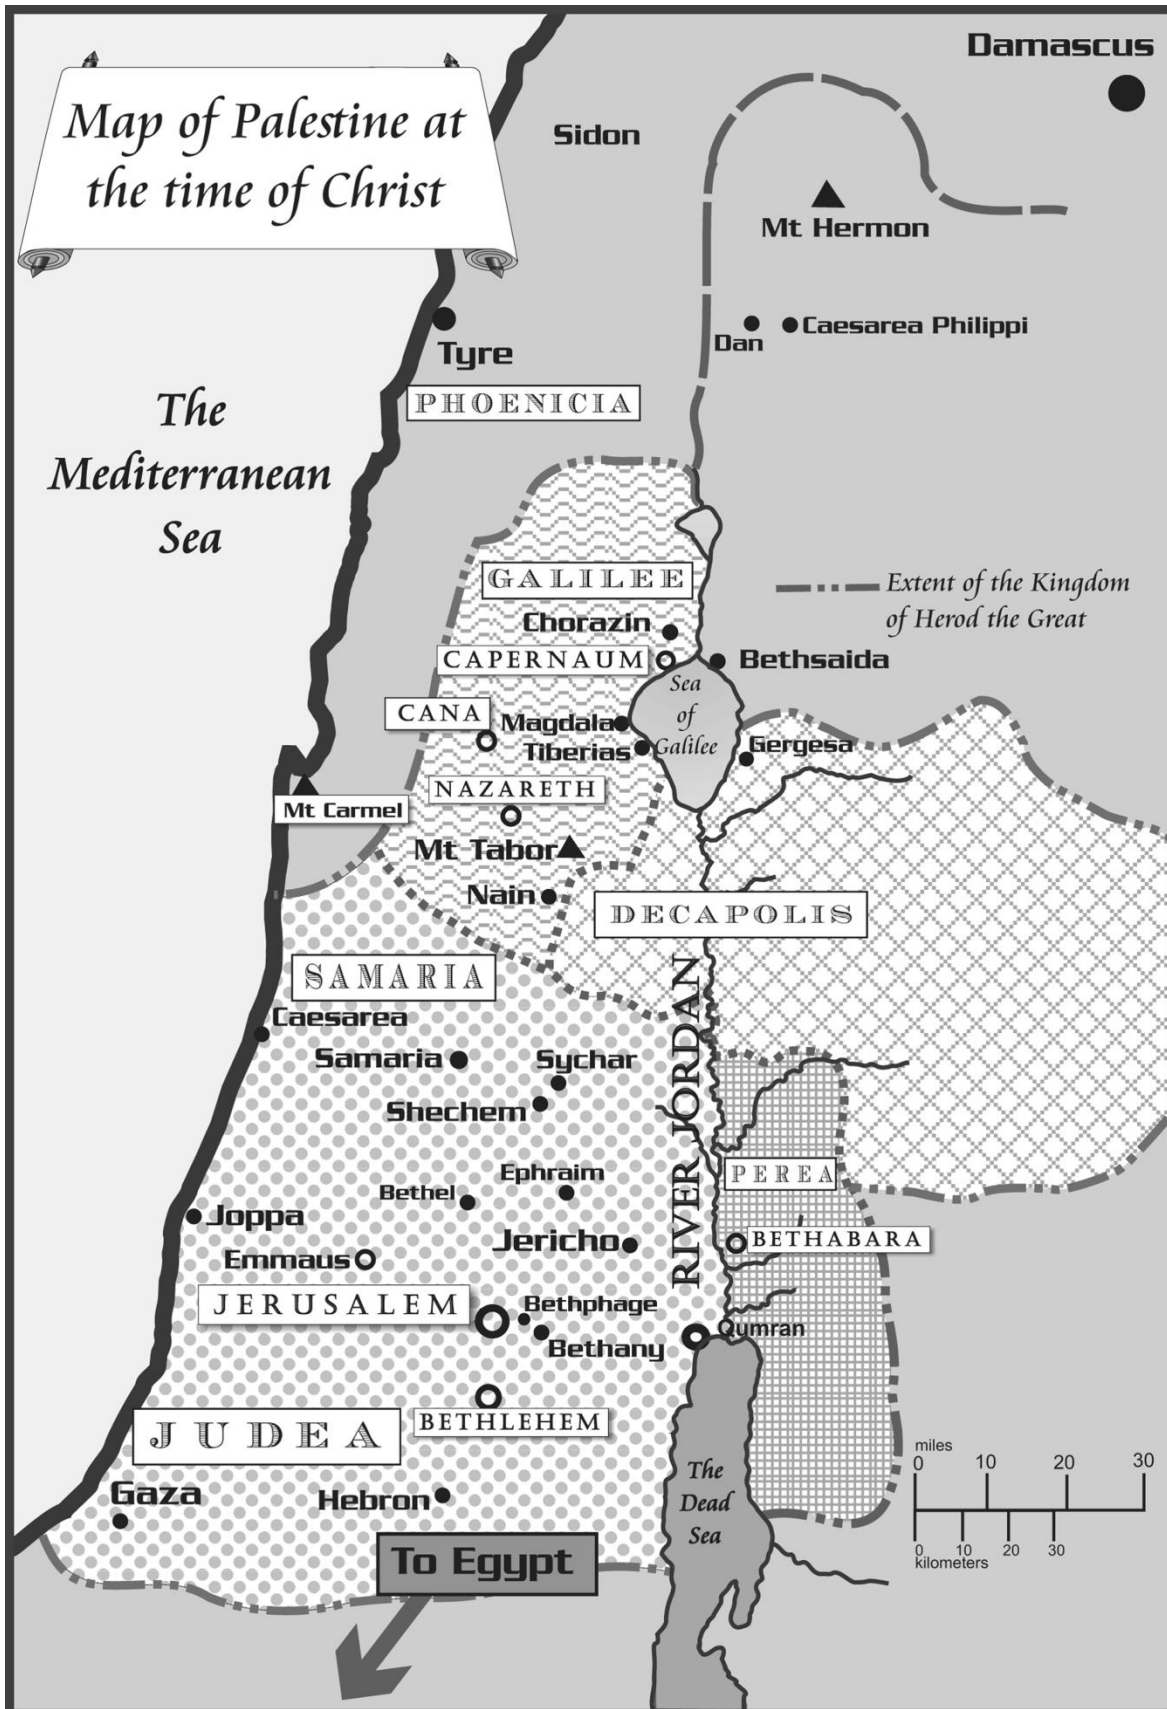 Map of Palestine at
the time of Christ
Damascus
Sidon
Mt Hermon
Dan
Caesarea Philippi
Tyre
PHOENICIA
The
Mediterranean
Sea
GALILEE
Extent of the Kingdom
of Herod the Great
Chorazin
CAPERNAUM
Bethsaida
Sea
of
Galilee
CANA
Magdala
Tiberias
Gergesa
NAZARETH
Mt Carmel
Mt Tabor
Nain
DECAPOLIS
SAMARIA
Caesarea
Samaria
Sychar
Shechem
RIVER JORDAN
Ephraim
Bethel
PEREA
Joppa
Jericho
BETHABARA
Emmaus
JERUSALEM
Bethphage
Bethany
Qumran
BETHLEHEM
JUDEA
Gaza
Hebron
The
Dead
Sea
To Egypt
miles
0 10 20 30
0 10 20 30
kilometers